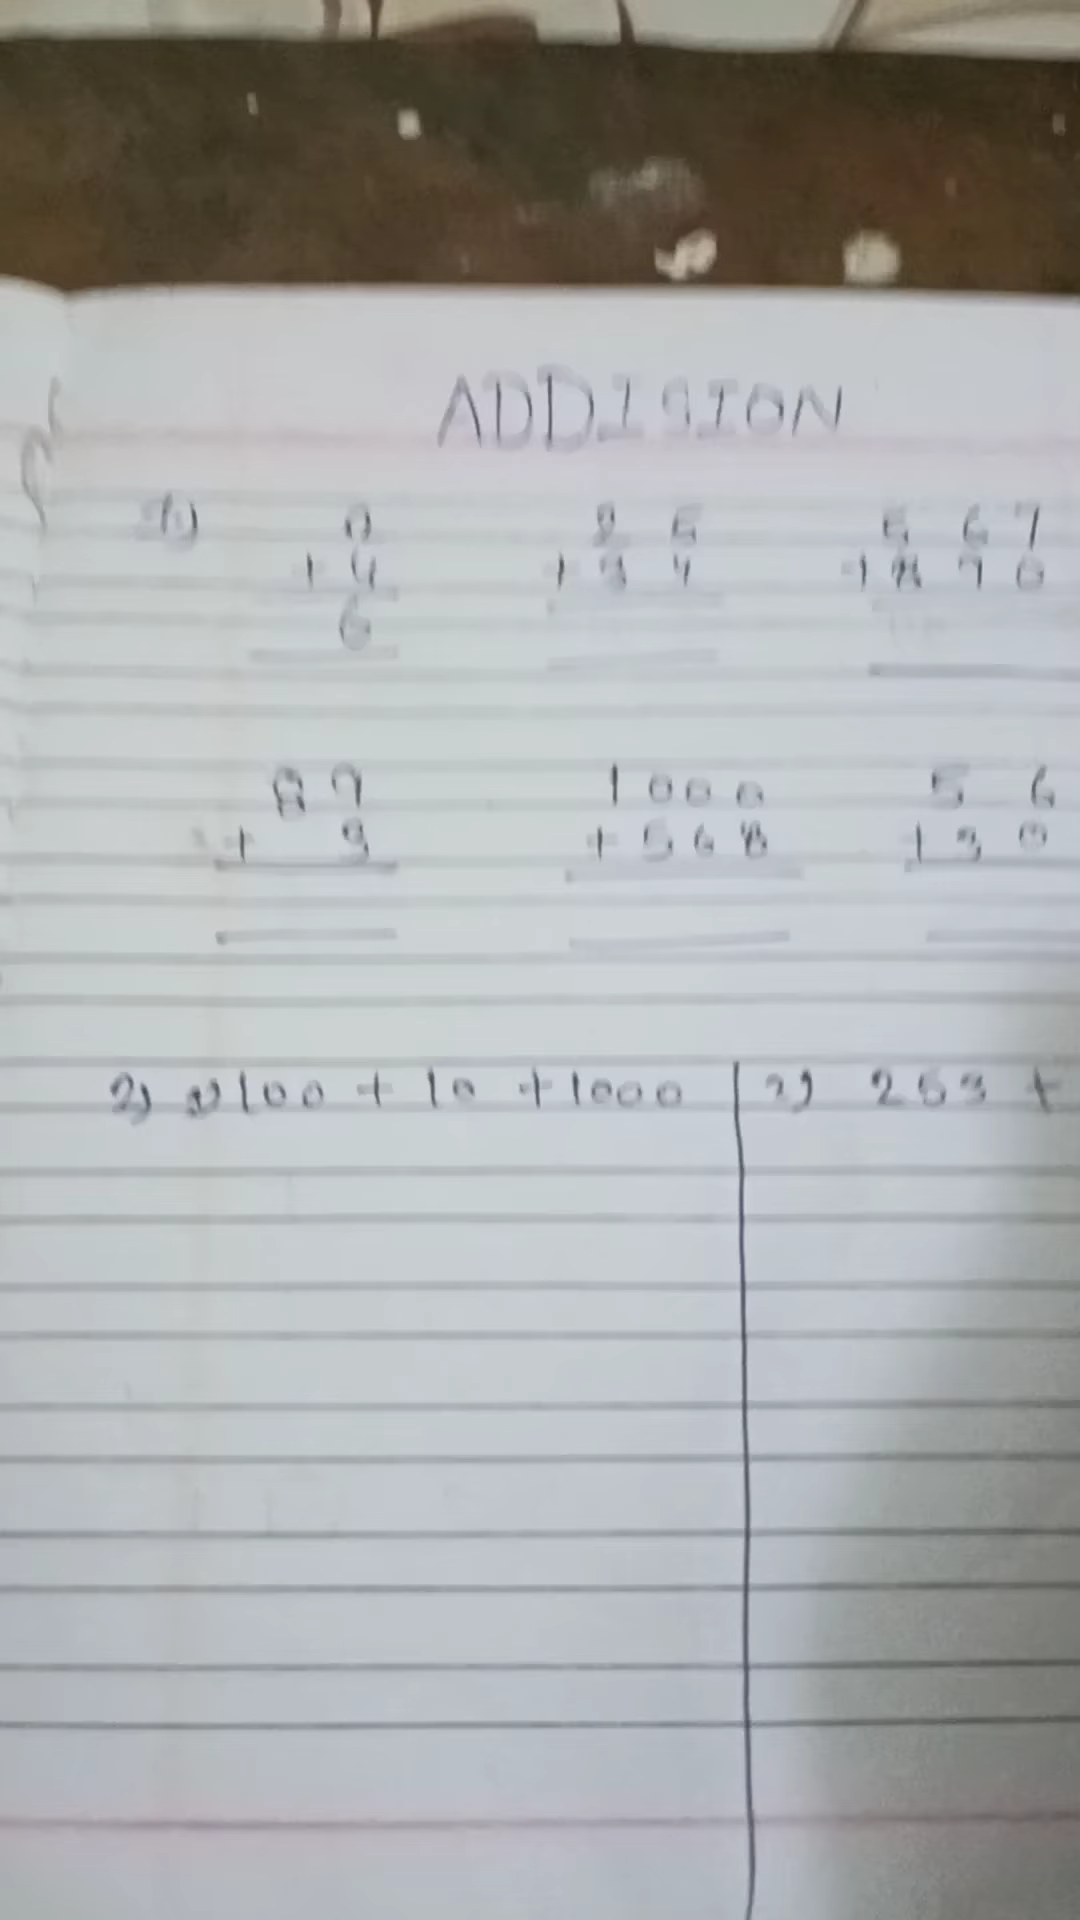 ADDISION
1) 2 2 5 5 6 7
+ 4 + 3 4 + 8 7 0
6
8 7 1 0 0 0 5 6
+ 9 + 5 6 8 + 3 0
2) 100 + 10 + 1000 2) 253 +